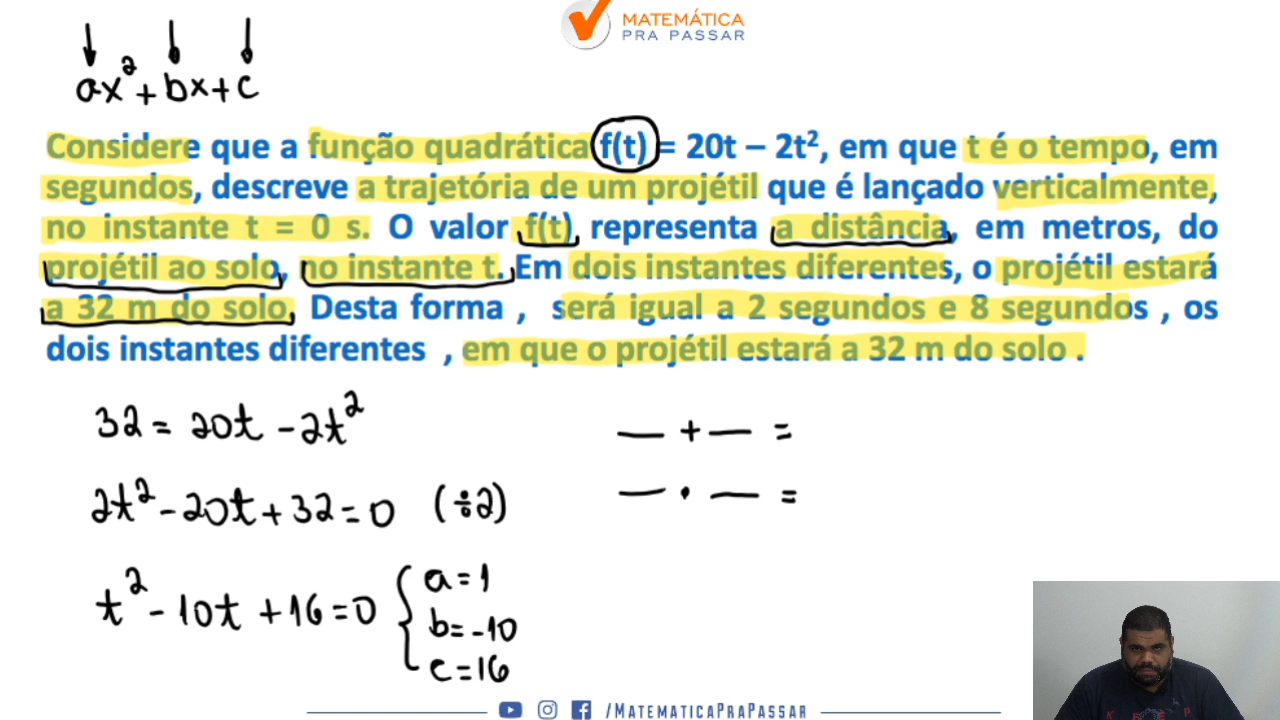 MATEMÁTICA
PRA PASSAR
ax² + bx + c
Considere que a função quadrática f(t) = 20t – 2t², em que t é o tempo, em
segundos, descreve a trajetória de um projétil que é lançado verticalmente,
no instante t = 0 s. O valor f(t) representa a distância, em metros, do
projétil ao solo, no instante t. Em dois instantes diferentes, o projétil estará
a 32 m do solo. Desta forma , será igual a 2 segundos e 8 segundos , os
dois instantes diferentes , em que o projétil estará a 32 m do solo .
32 = 20t - 2t²
2t² - 20t + 32 = 0 (÷2)
t² - 10t + 16 = 0
a = 1
b = -10
c = 16
__ + __ =
__ . __ =
/MATEMATICAPRAPASSAR